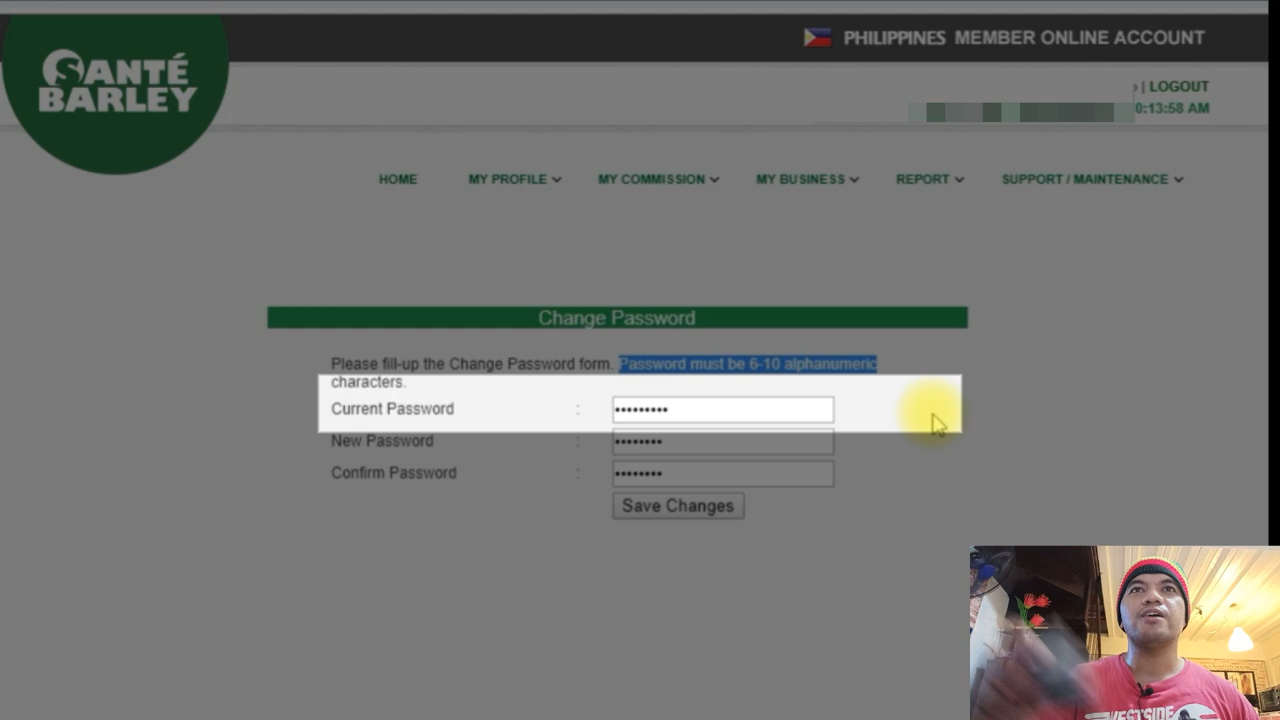 SANTÉ
BARLEY
PHILIPPINES MEMBER ONLINE ACCOUNT
| LOGOUT
0:13:58 AM
HOME MY PROFILE MY COMMISSION MY BUSINESS REPORT SUPPORT / MAINTENANCE
Change Password
Please fill-up the Change Password form. Password must be 6-10 alphanumeric
characters.
Current Password : •••••••••
New Password : ••••••••
Confirm Password : ••••••••
Save Changes
WESTSIDE